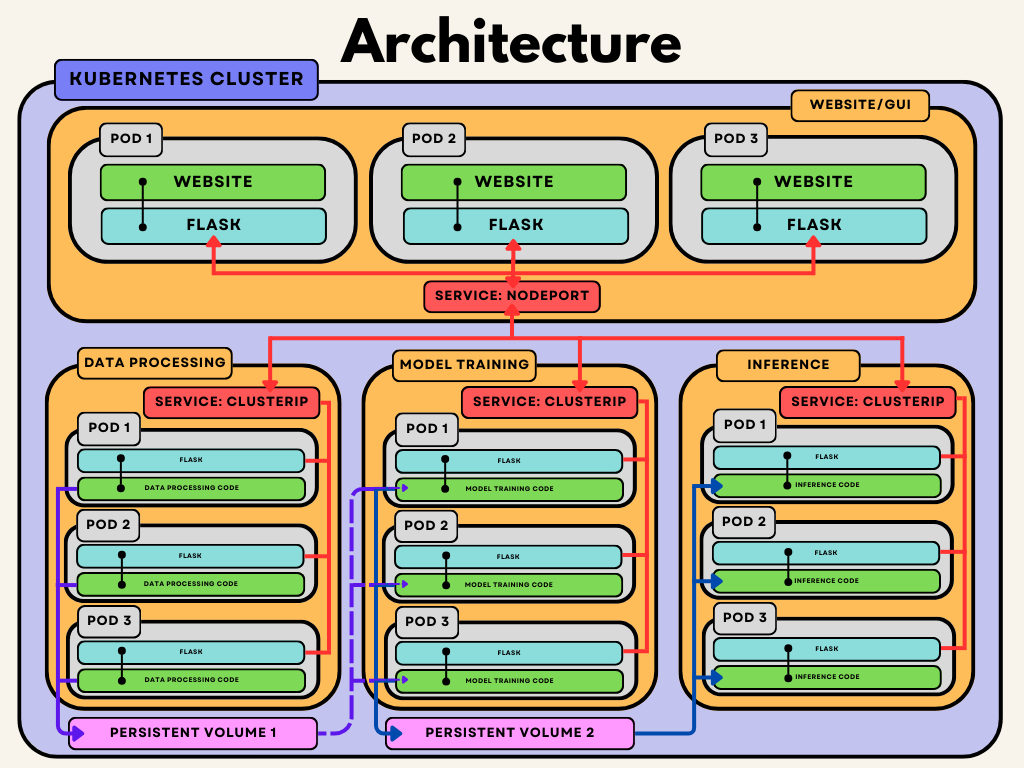 Architecture
KUBERNETES CLUSTER
WEBSITE/GUI
POD 1
WEBSITE
FLASK
POD 2
WEBSITE
FLASK
POD 3
WEBSITE
FLASK
SERVICE: NODEPORT
DATA PROCESSING
SERVICE: CLUSTERIP
POD 1
FLASK
DATA PROCESSING CODE
POD 2
FLASK
DATA PROCESSING CODE
POD 3
FLASK
DATA PROCESSING CODE
PERSISTENT VOLUME 1
MODEL TRAINING
SERVICE: CLUSTERIP
POD 1
FLASK
MODEL TRAINING CODE
POD 2
FLASK
MODEL TRAINING CODE
POD 3
FLASK
MODEL TRAINING CODE
PERSISTENT VOLUME 2
INFERENCE
SERVICE: CLUSTERIP
POD 1
FLASK
INFERENCE CODE
POD 2
FLASK
INFERENCE CODE
POD 3
FLASK
INFERENCE CODE